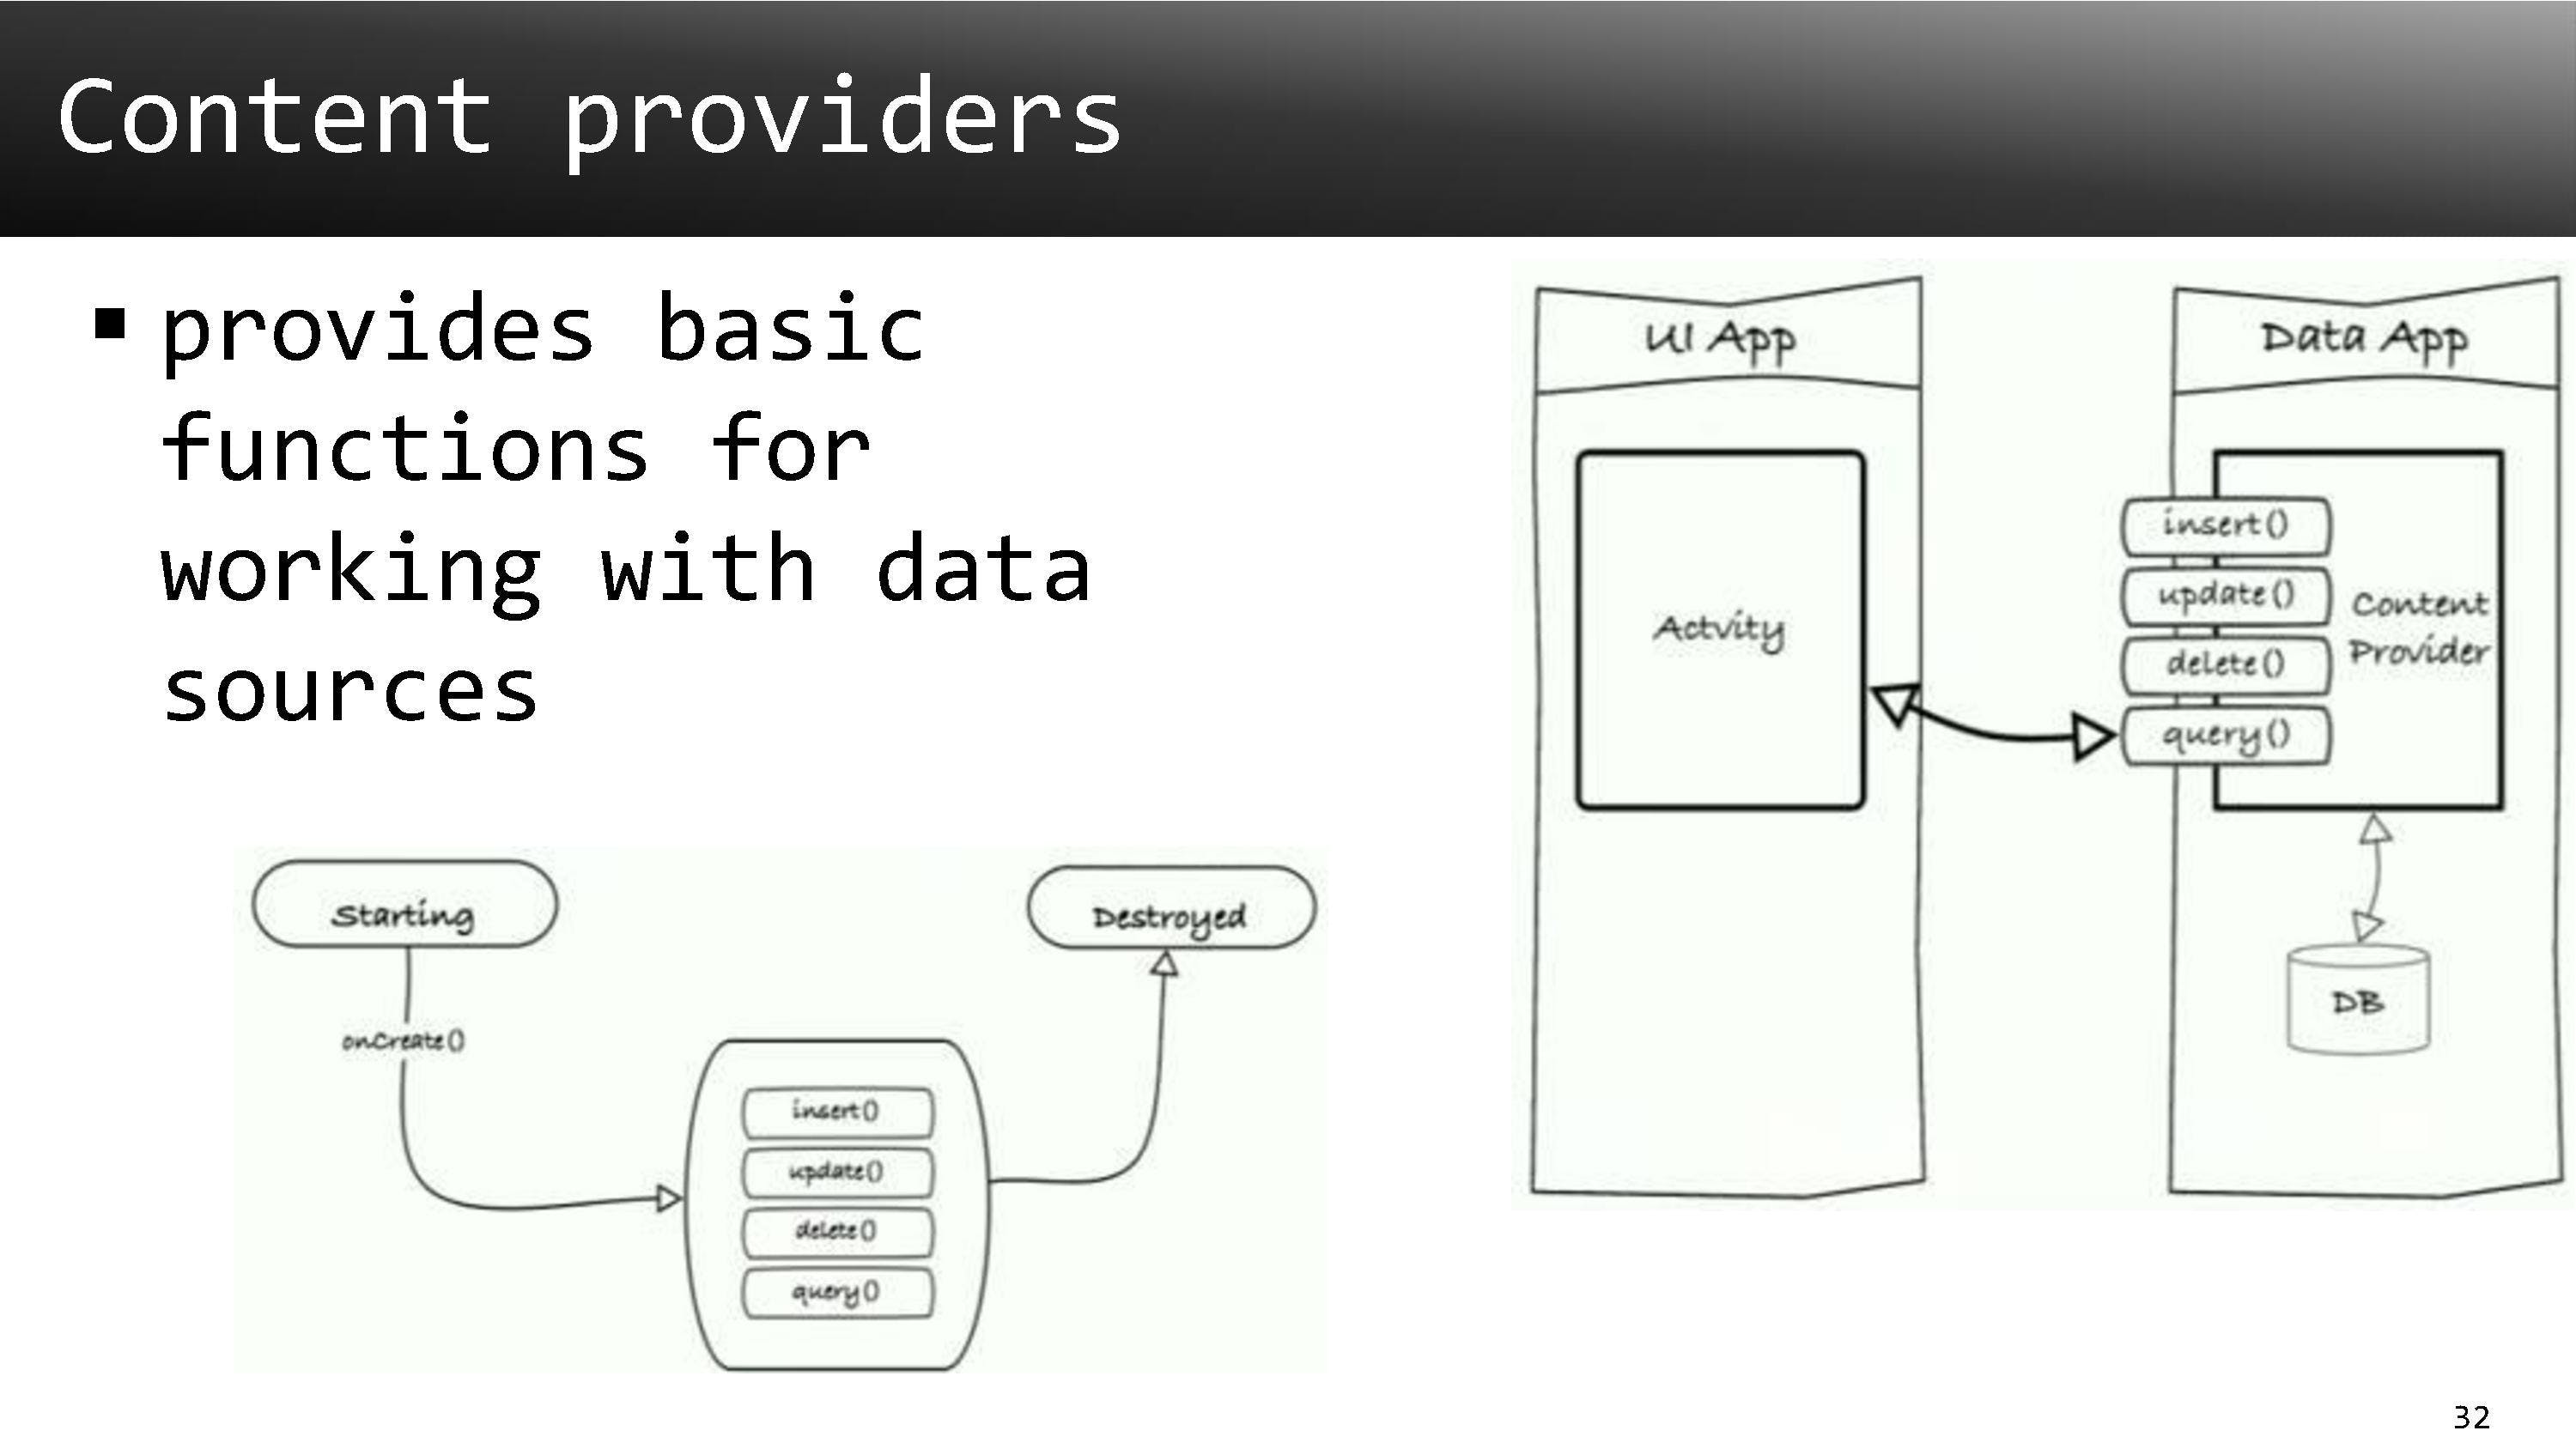 Content providers
▪ provides basic
functions for
working with data
sources
Starting
Destroyed
onCreate()
insert()
update()
delete()
query()
UI App
Actvity
Data App
insert()
update()
delete()
query()
Content
Provider
DB
32